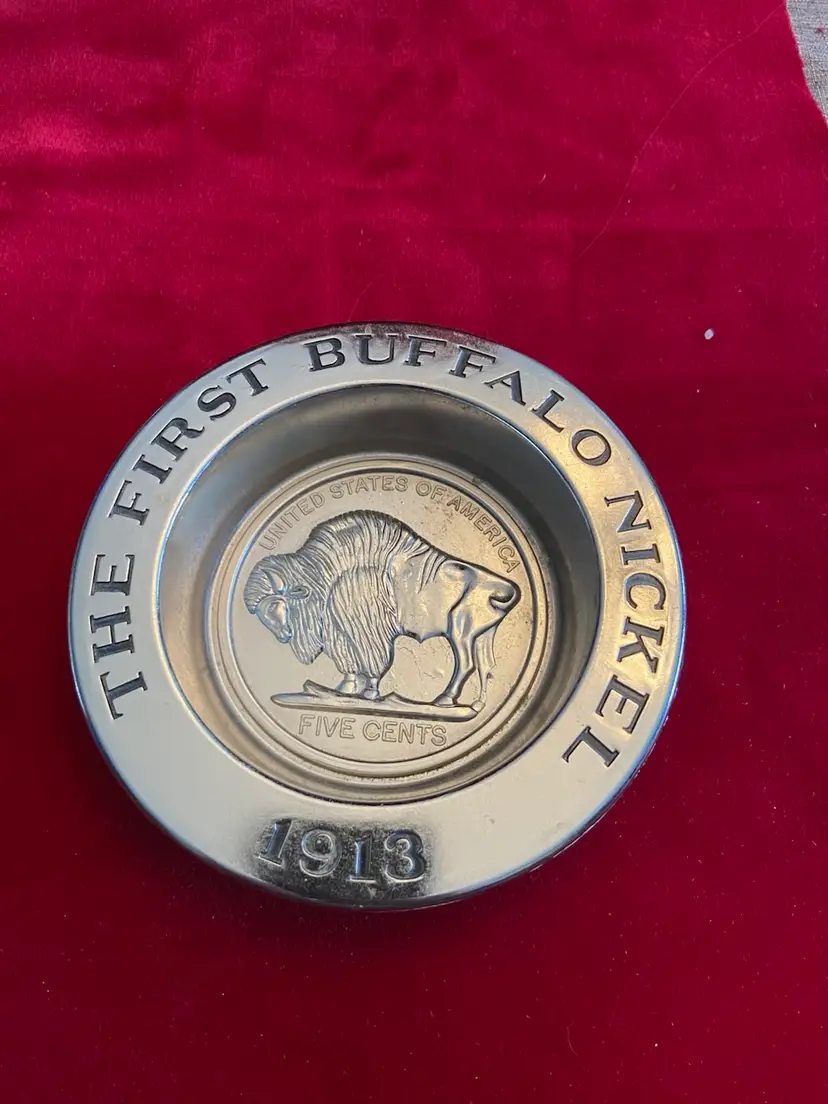 THE FIRST BUFFALO NICKEL
1913
UNITED STATES OF AMERICA
FIVE CENTS